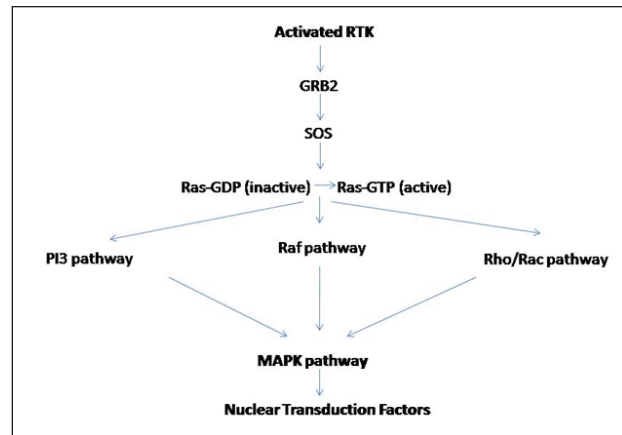 Activated RTK
GRB2
SOS
Ras-GDP (inactive) Ras-GTP (active)
PI3 pathway Raf pathway Rho/Rac pathway
MAPK pathway
Nuclear Transduction Factors